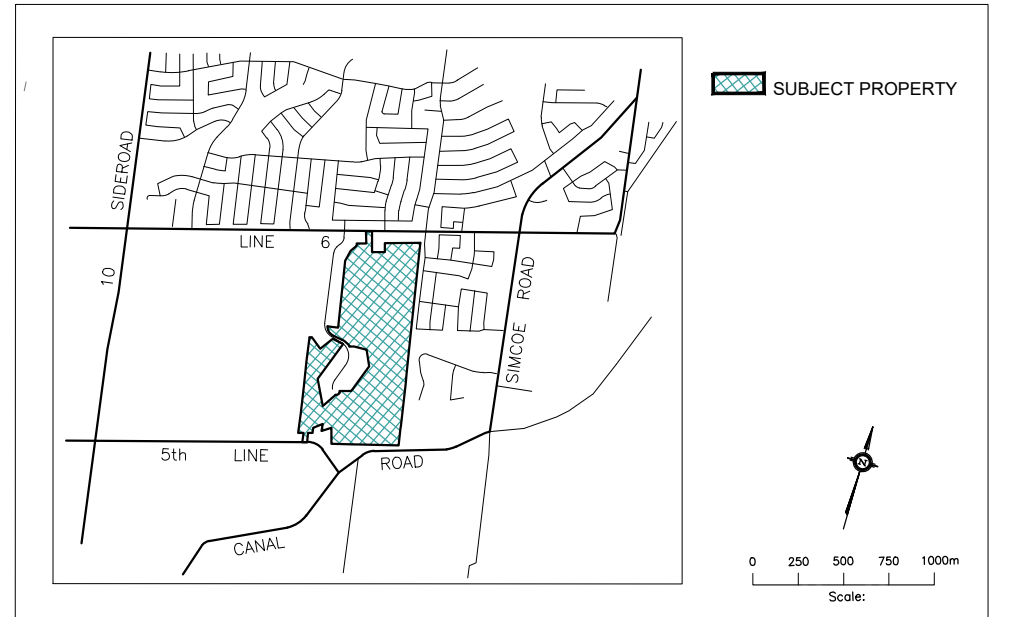 SUBJECT PROPERTY
SIDEROAD
10
LINE 6
SIMCOE ROAD
5th LINE
ROAD
CANAL
N
0 250 500 750 1000m
Scale: